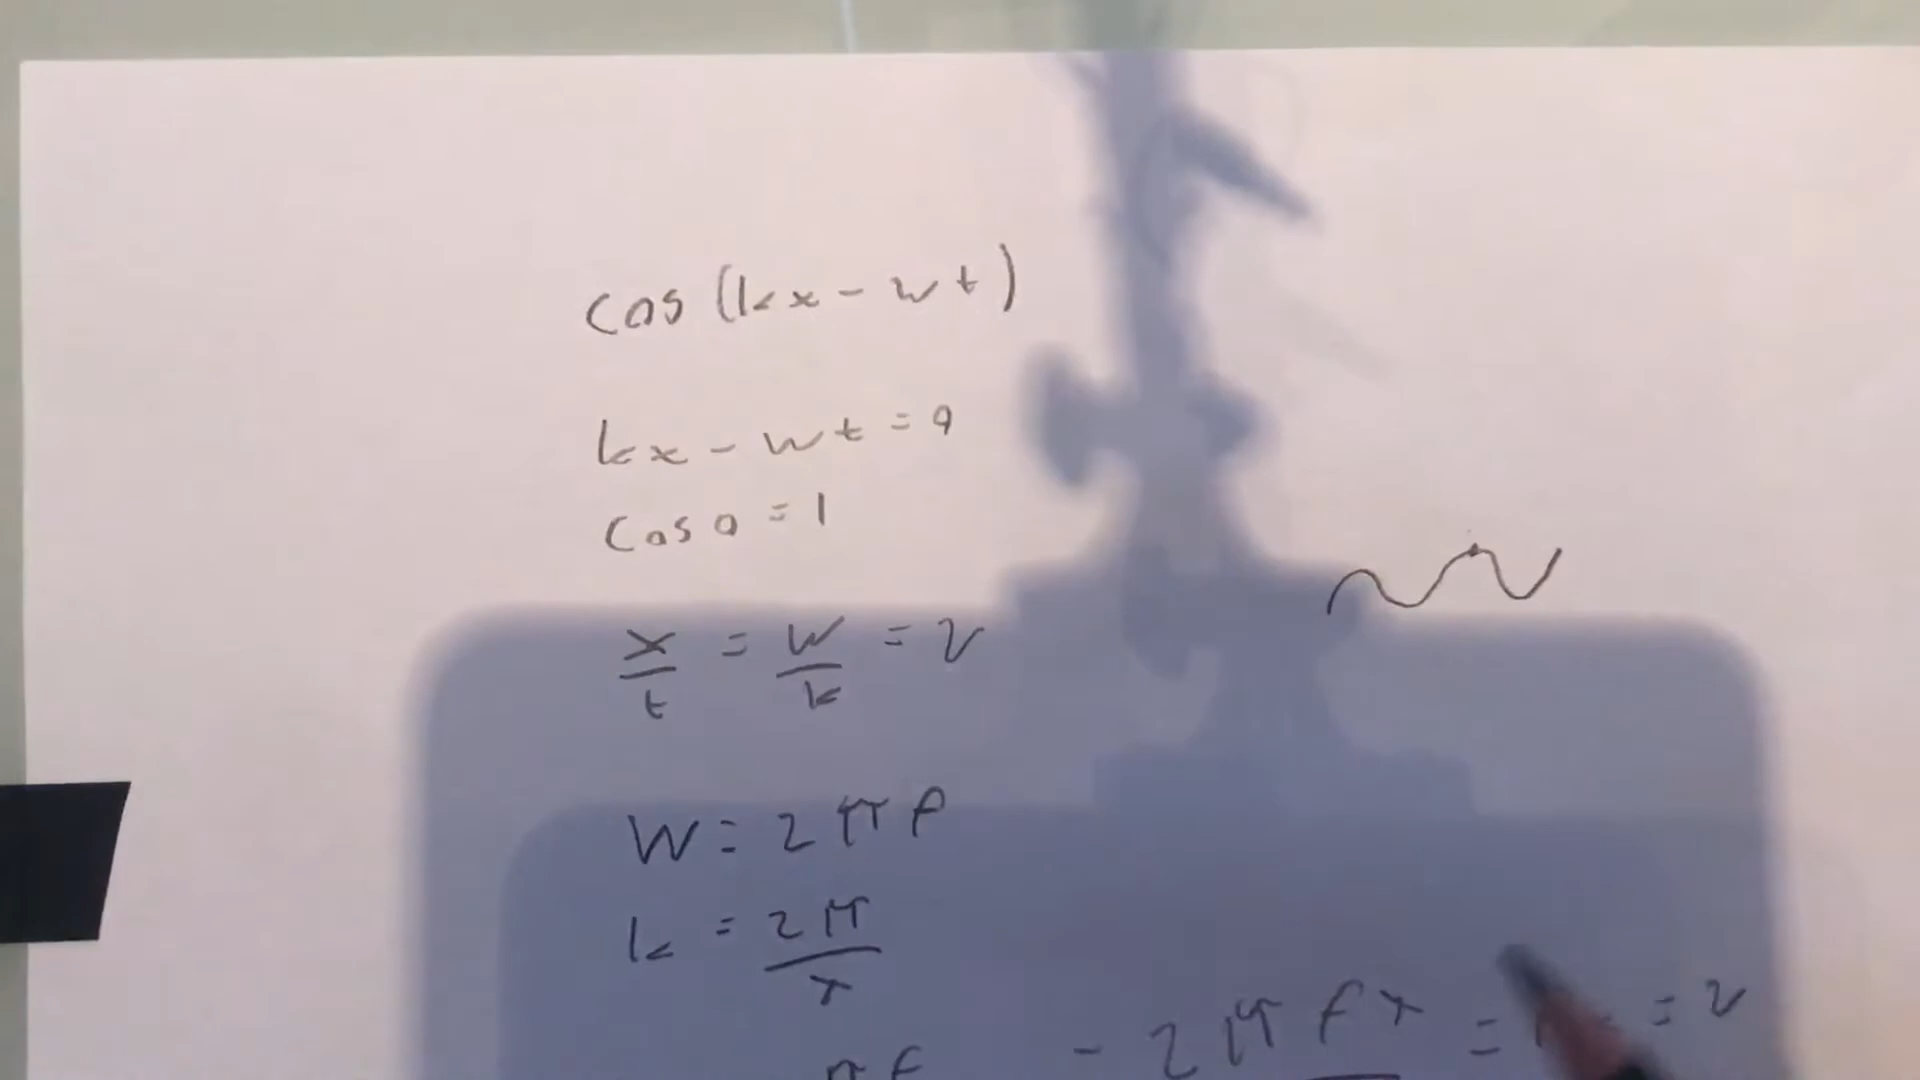 cos (kx - wt)
kx - wt = 0
cos 0 = 1
x/t = w/k = v
W = 2πf
k = 2π/λ
= 2πfλ = = v